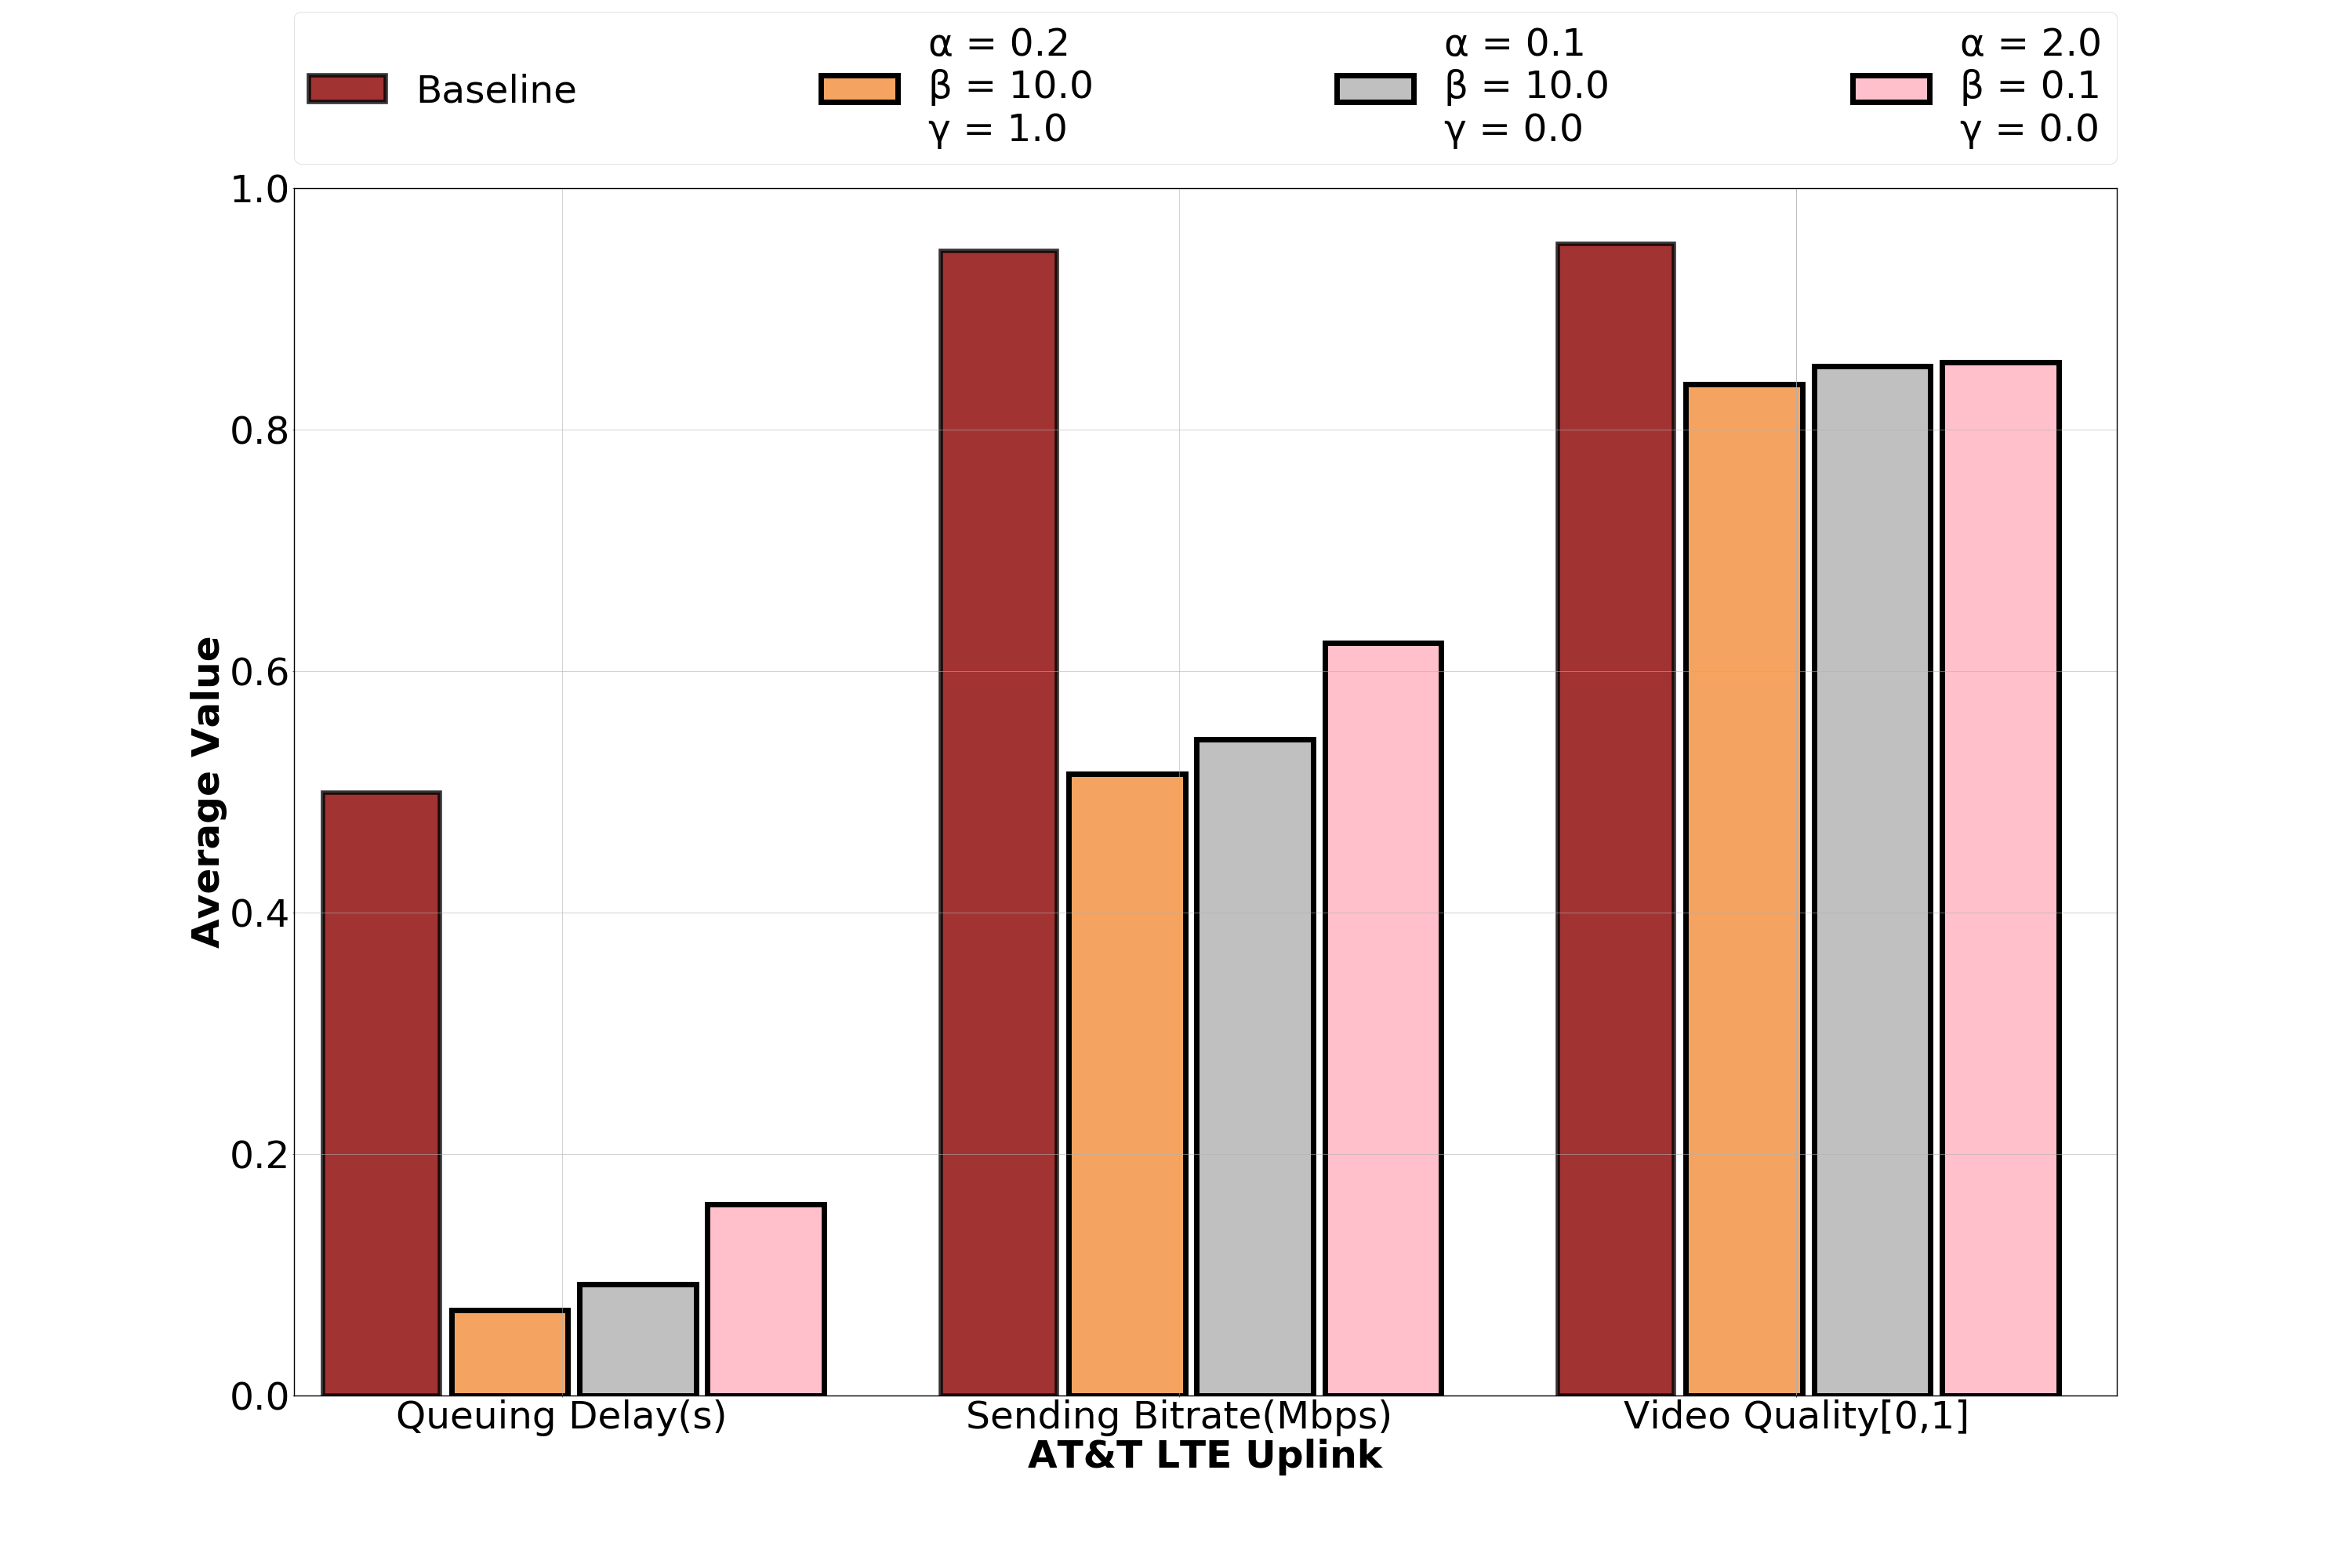 Baseline
α = 0.2
β = 10.0
γ = 1.0
α = 0.1
β = 10.0
γ = 0.0
α = 2.0
β = 0.1
γ = 0.0
1.0
0.8
0.6
0.4
0.2
0.0
Average Value
Queuing Delay(s)
Sending Bitrate(Mbps)
Video Quality[0,1]
AT&T LTE Uplink